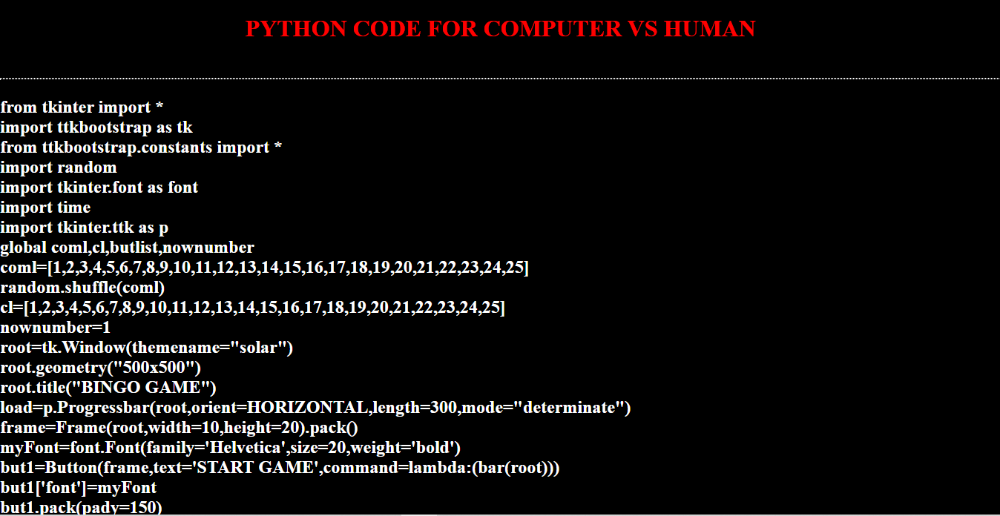 PYTHON CODE FOR COMPUTER VS HUMAN
from tkinter import *
import ttkbootstrap as tk
from ttkbootstrap.constants import *
import random
import tkinter.font as font
import time
import tkinter.ttk as p
global coml,cl,butlist,nownumber
coml=[1,2,3,4,5,6,7,8,9,10,11,12,13,14,15,16,17,18,19,20,21,22,23,24,25]
random.shuffle(coml)
cl=[1,2,3,4,5,6,7,8,9,10,11,12,13,14,15,16,17,18,19,20,21,22,23,24,25]
nownumber=1
root=tk.Window(themename="solar")
root.geometry("500x500")
root.title("BINGO GAME")
load=p.Progressbar(root,orient=HORIZONTAL,length=300,mode="determinate")
frame=Frame(root,width=10,height=20).pack()
myFont=font.Font(family='Helvetica',size=20,weight='bold')
but1=Button(frame,text='START GAME',command=lambda:(bar(root)))
but1['font']=myFont
but1.pack(pady=150)